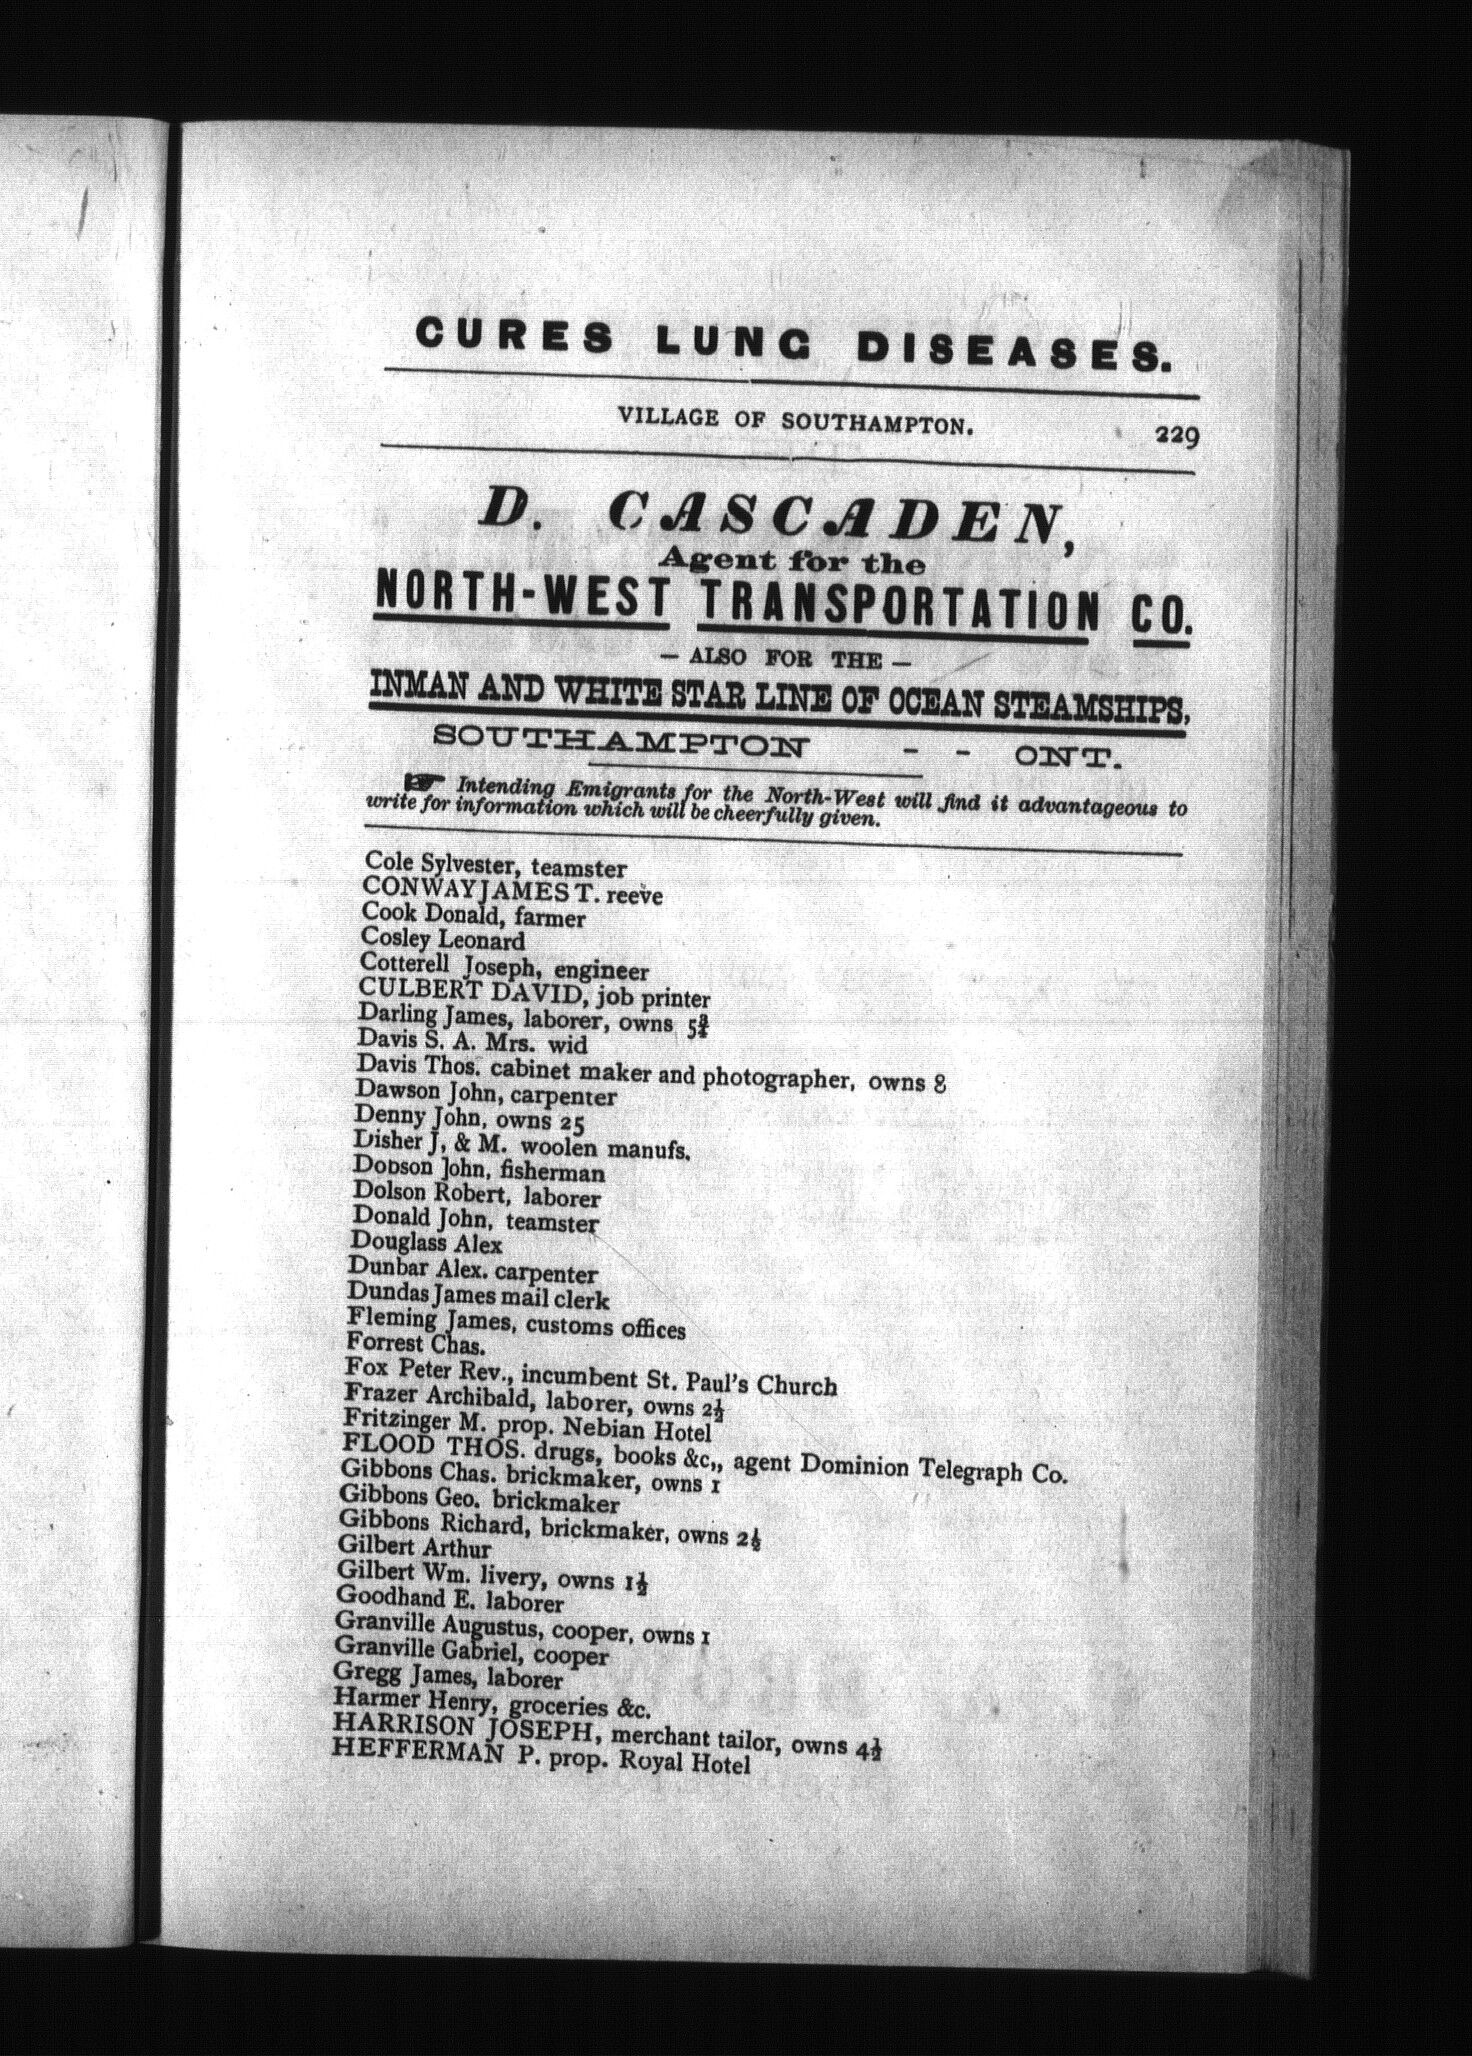 CURES LUNG DISEASES.
VILLAGE OF SOUTHAMPTON. 229
D. CASCADEN,
Agent for the
NORTH-WEST TRANSPORTATION CO.
— ALSO FOR THE —
INMAN AND WHITE STAR LINE OF OCEAN STEAMSHIPS,
SOUTHAMPTON - - ONT.
☞ Intending Emigrants for the North-West will find it advantageous to
write for information which will be cheerfully given.
Cole Sylvester, teamster
CONWAY JAMES T. reeve
Cook Donald, farmer
Cosley Leonard
Cotterell Joseph, engineer
CULBERT DAVID, job printer
Darling James, laborer, owns 5¾
Davis S. A. Mrs. wid
Davis Thos. cabinet maker and photographer, owns 8
Dawson John, carpenter
Denny John, owns 25
Disher J, & M. woolen manufs.
Dobson John, fisherman
Dolson Robert, laborer
Donald John, teamster
Douglass Alex
Dunbar Alex. carpenter
Dundas James mail clerk
Fleming James, customs offices
Forrest Chas.
Fox Peter Rev., incumbent St. Paul's Church
Frazer Archibald, laborer, owns 2½
Fritzinger M. prop. Nebian Hotel
FLOOD THOS. drugs, books &c,, agent Dominion Telegraph Co.
Gibbons Chas. brickmaker, owns 1
Gibbons Geo. brickmaker
Gibbons Richard, brickmaker, owns 2½
Gilbert Arthur
Gilbert Wm. livery, owns 1½
Goodhand E. laborer
Granville Augustus, cooper, owns 1
Granville Gabriel, cooper
Gregg James, laborer
Harmer Henry, groceries &c.
HARRISON JOSEPH, merchant tailor, owns 4½
HEFFERMAN P. prop. Royal Hotel